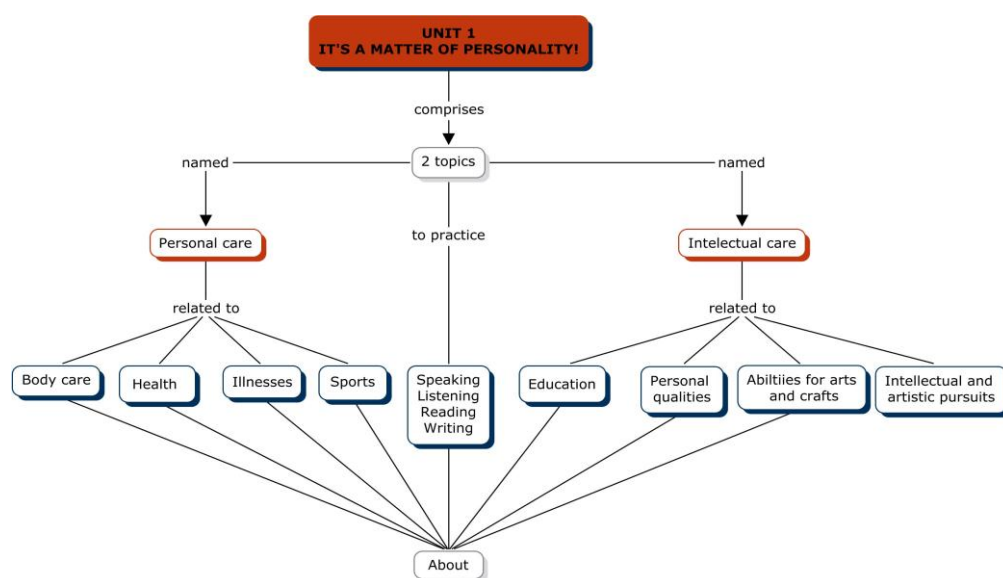 UNIT 1
IT'S A MATTER OF PERSONALITY!
comprises
named
2 topics
named
to practice
Personal care
Intelectual care
related to
related to
Body care
Health
Illnesses
Sports
Speaking
Listening
Reading
Writing
Education
Personal
qualities
Abiltiies for arts
and crafts
Intellectual and
artistic pursuits
About